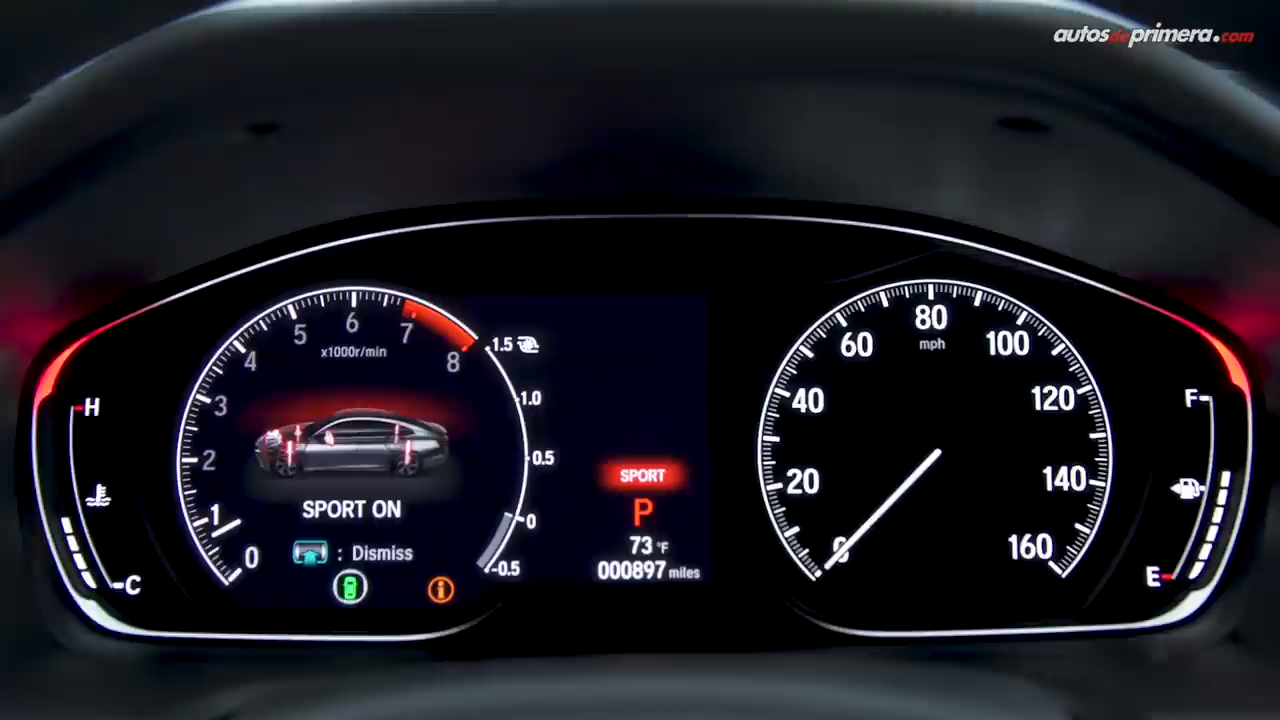 autosdeprimera.com
H
C
0
1
2
3
4
5
6
7
8
x1000r/min
SPORT ON
: Dismiss
i
1.5
1.0
0.5
0
-0.5
SPORT
P
73 °F
000897 miles
0
20
40
60
80
mph
100
120
140
160
F
E